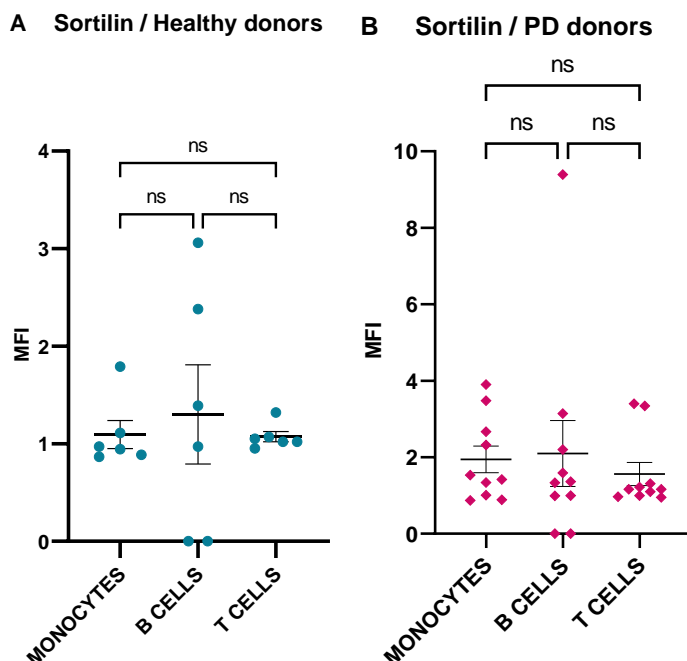 A Sortilin / Healthy donors
ns
ns ns
4
3
2
1
0
MFI
MONOCYTES
B CELLS
T CELLS
B Sortilin / PD donors
ns
ns ns
10
8
6
4
2
0
MFI
MONOCYTES
B CELLS
T CELLS